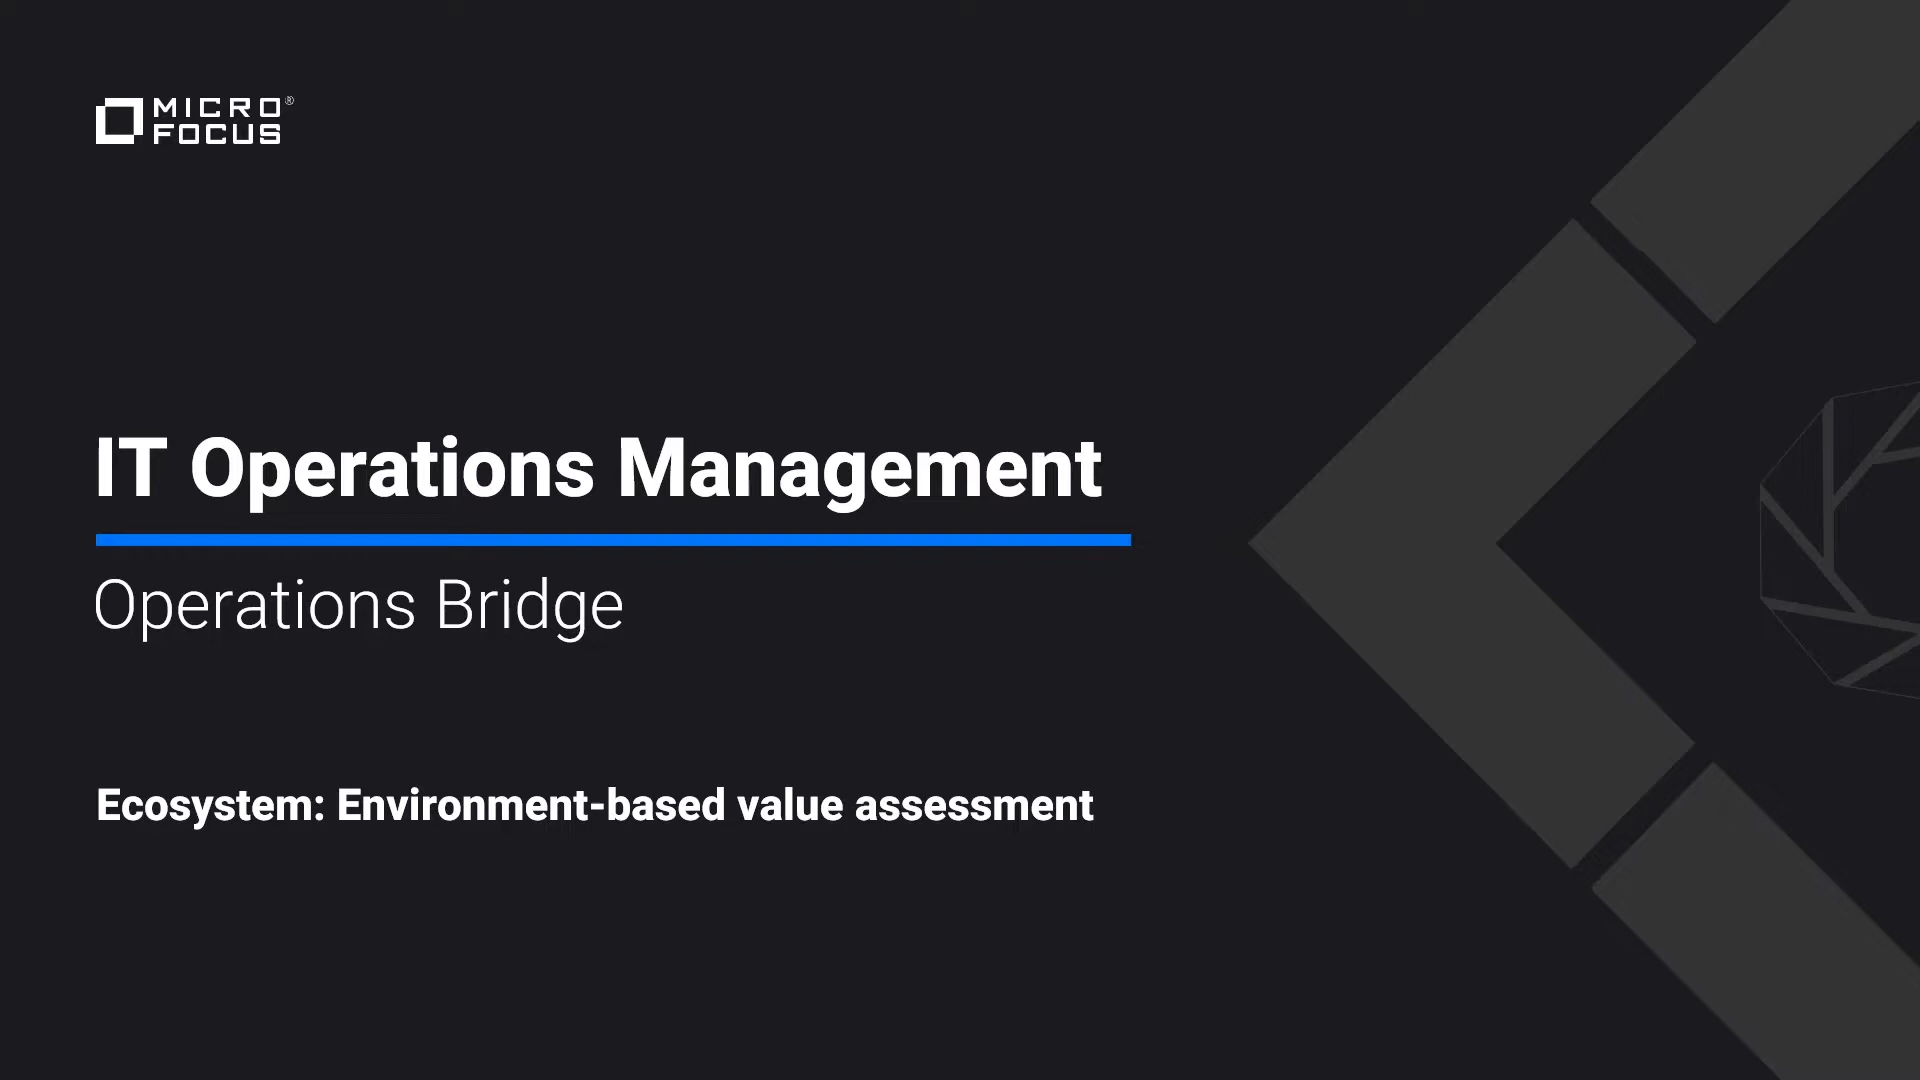 MICRO®
FOCUS
IT Operations Management
Operations Bridge
Ecosystem: Environment-based value assessment